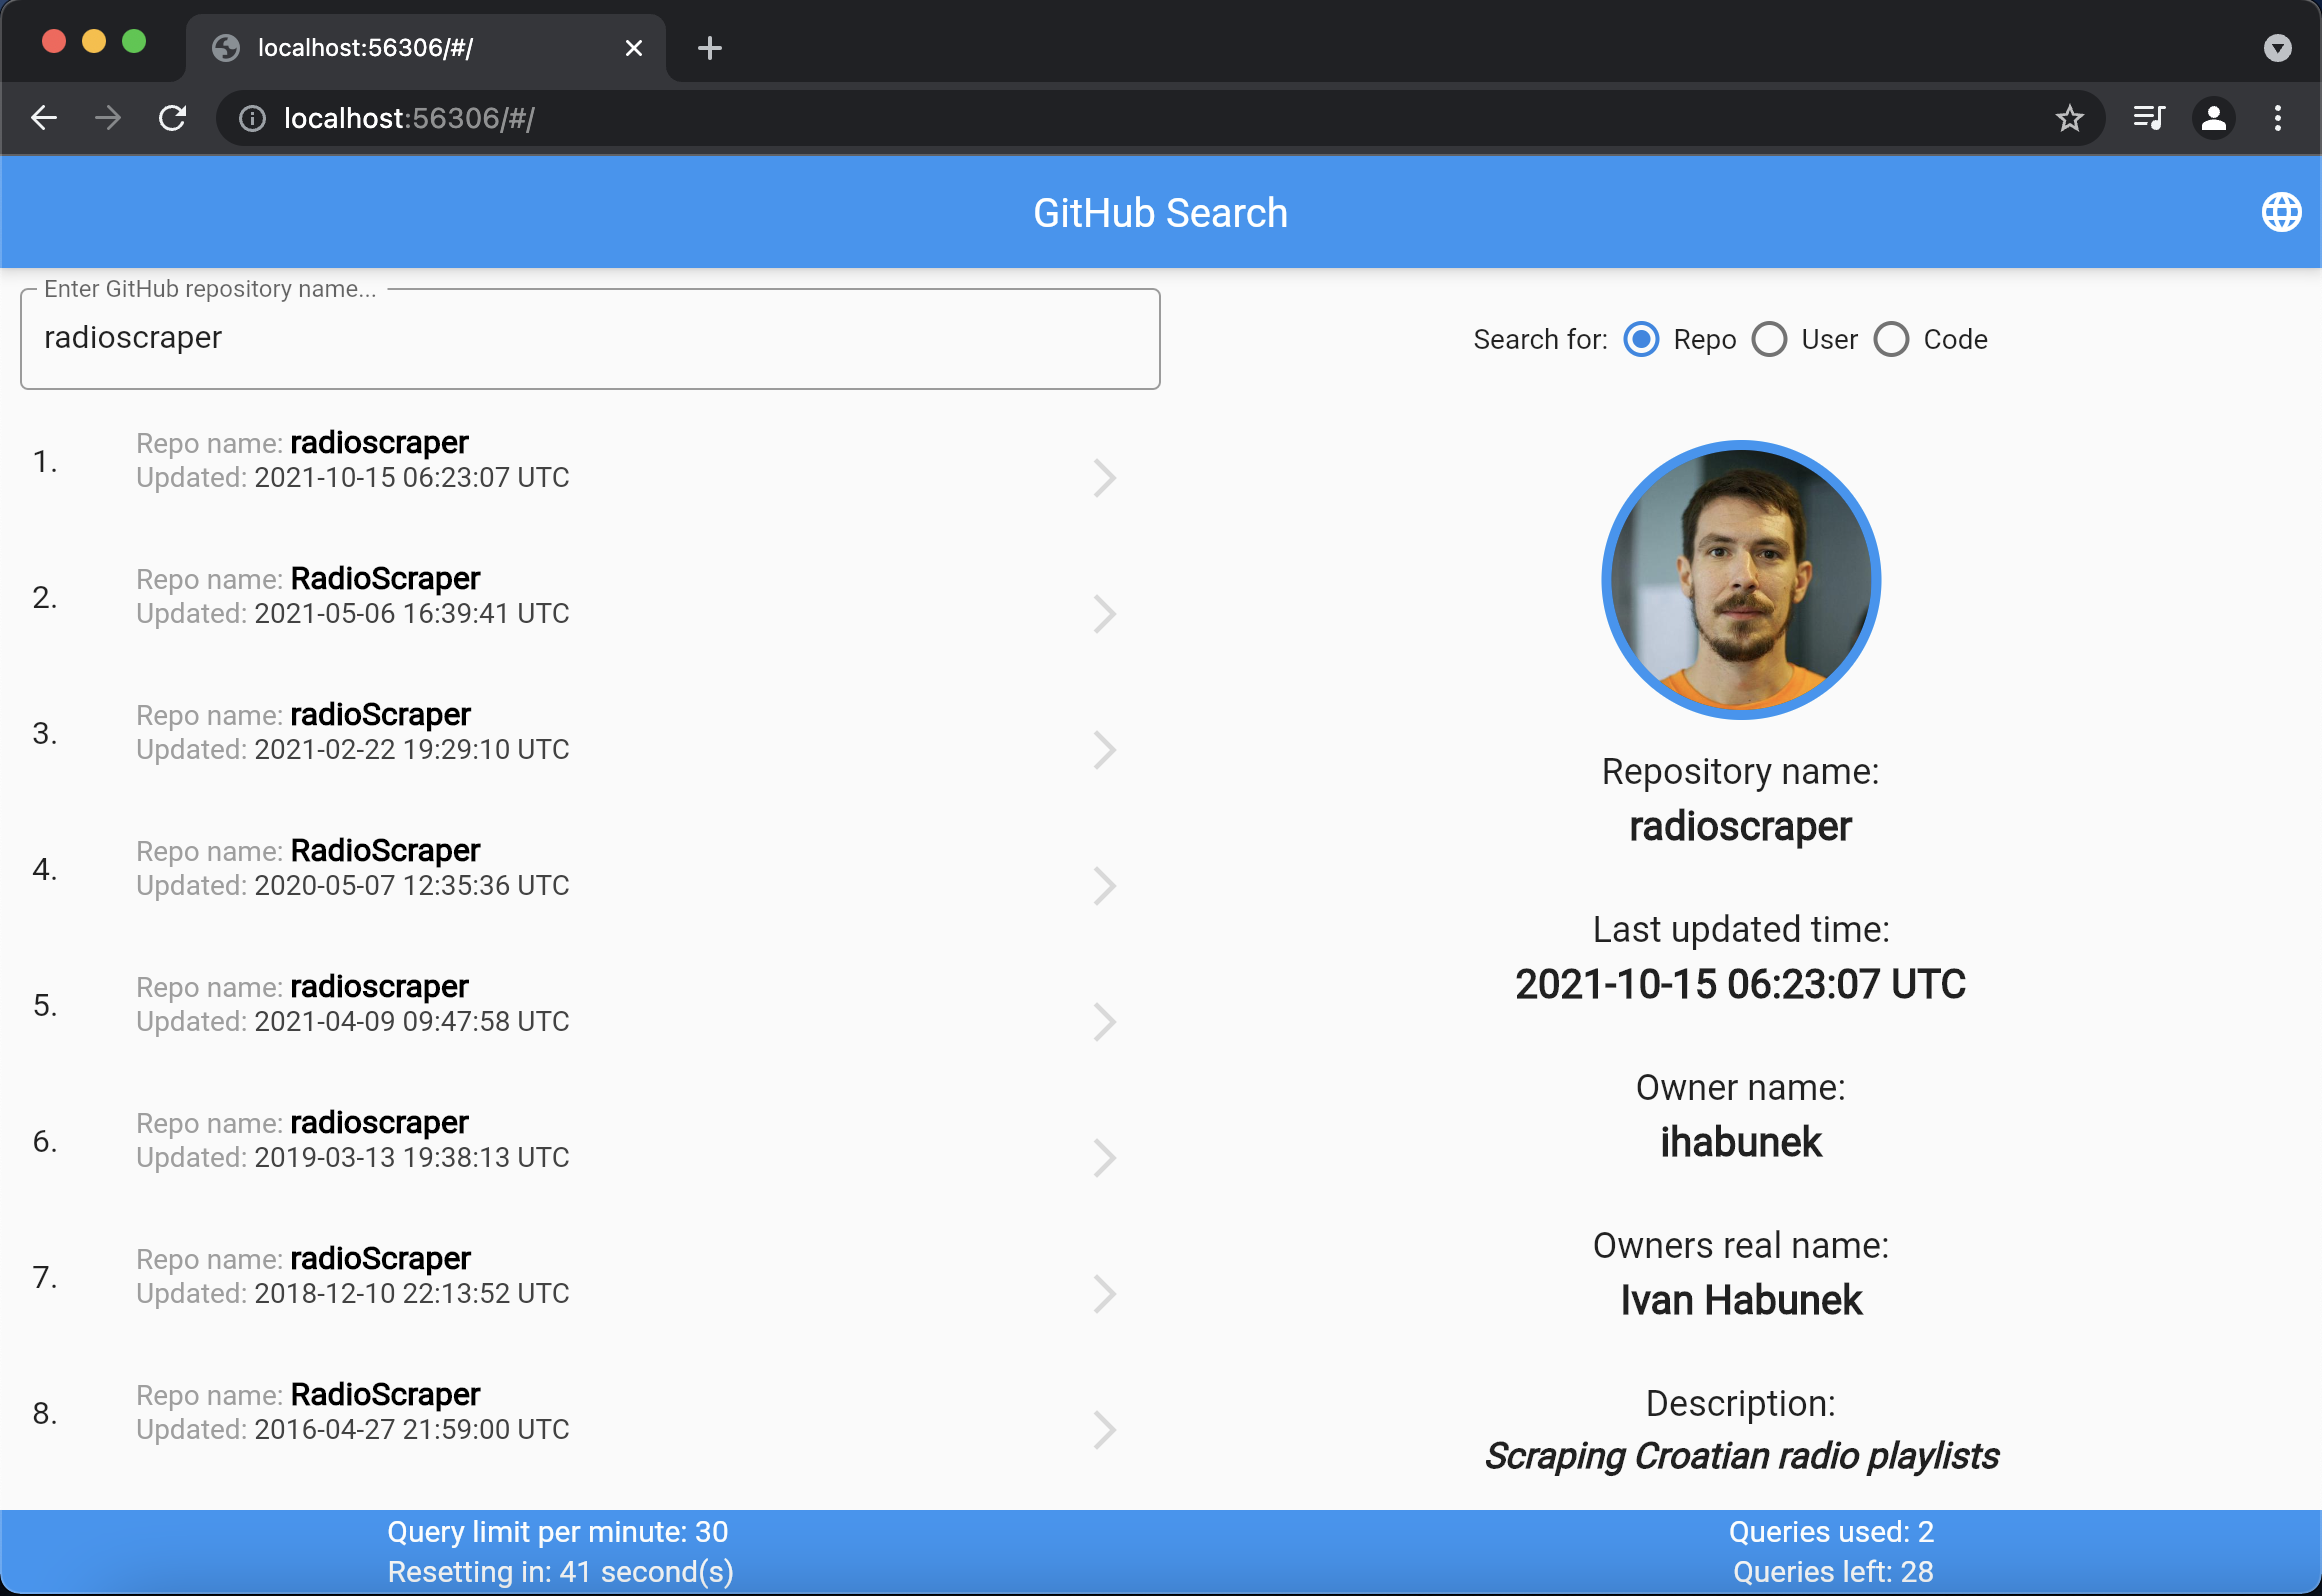 localhost:56306/#/
localhost:56306/#/
GitHub Search
Enter GitHub repository name...
radioscraper
Search for: Repo User Code
1.
Repo name: radioscraper
Updated: 2021-10-15 06:23:07 UTC
2.
Repo name: RadioScraper
Updated: 2021-05-06 16:39:41 UTC
3.
Repo name: radioScraper
Updated: 2021-02-22 19:29:10 UTC
4.
Repo name: RadioScraper
Updated: 2020-05-07 12:35:36 UTC
5.
Repo name: radioscraper
Updated: 2021-04-09 09:47:58 UTC
6.
Repo name: radioscraper
Updated: 2019-03-13 19:38:13 UTC
7.
Repo name: radioScraper
Updated: 2018-12-10 22:13:52 UTC
8.
Repo name: RadioScraper
Updated: 2016-04-27 21:59:00 UTC
Repository name:
radioscraper
Last updated time:
2021-10-15 06:23:07 UTC
Owner name:
ihabunek
Owners real name:
Ivan Habunek
Description:
Scraping Croatian radio playlists
Query limit per minute: 30
Resetting in: 41 second(s)
Queries used: 2
Queries left: 28